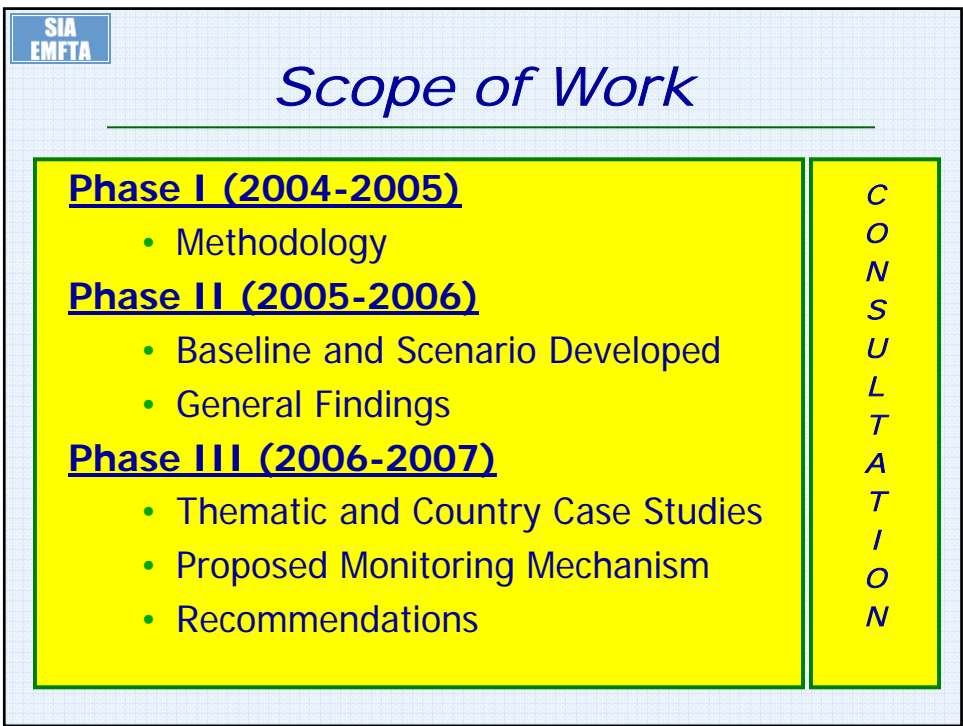 SIA
EMFTA
Scope of Work
Phase I (2004-2005)
• Methodology
Phase II (2005-2006)
• Baseline and Scenario Developed
• General Findings
Phase III (2006-2007)
• Thematic and Country Case Studies
• Proposed Monitoring Mechanism
• Recommendations
C
O
N
S
U
L
T
A
T
I
O
N